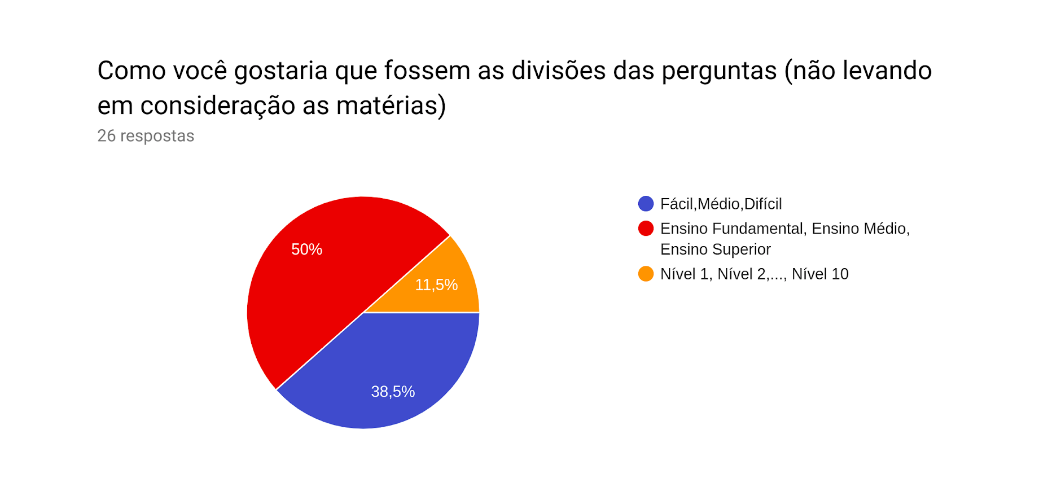 Como você gostaria que fossem as divisões das perguntas (não levando
em consideração as matérias)
26 respostas
Fácil,Médio,Difícil
Ensino Fundamental, Ensino Médio,
Ensino Superior
Nível 1, Nível 2,..., Nível 10
50%
11,5%
38,5%